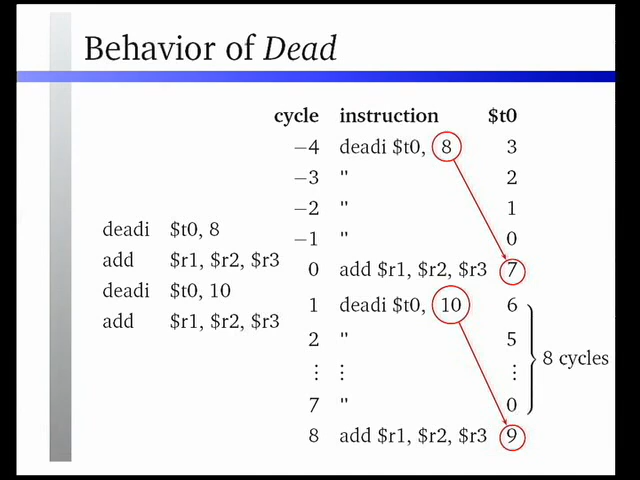 Behavior of Dead
cycle instruction $t0
−4 deadi $t0, 8 3
−3 " 2
−2 " 1
−1 " 0
0 add $r1, $r2, $r3 7
1 deadi $t0, 10 6
2 " 5
⋮ ⋮ ⋮
7 " 0
8 add $r1, $r2, $r3 9
deadi $t0, 8
add $r1, $r2, $r3
deadi $t0, 10
add $r1, $r2, $r3
8 cycles